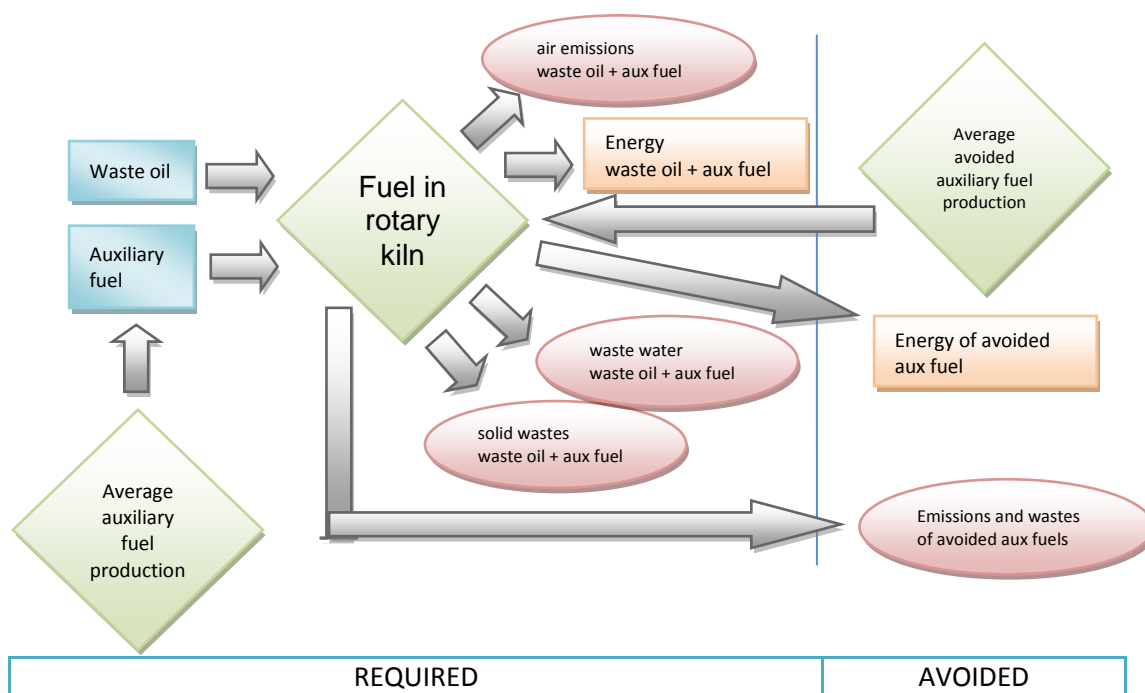 air emissions
waste oil + aux fuel
Waste oil
Energy
waste oil + aux fuel
Average
avoided
auxiliary fuel
production
Fuel in
rotary
kiln
Auxiliary
fuel
waste water
waste oil + aux fuel
Energy of avoided
aux fuel
solid wastes
waste oil + aux fuel
Average
auxiliary
fuel
production
Emissions and wastes
of avoided aux fuels
REQUIRED
AVOIDED